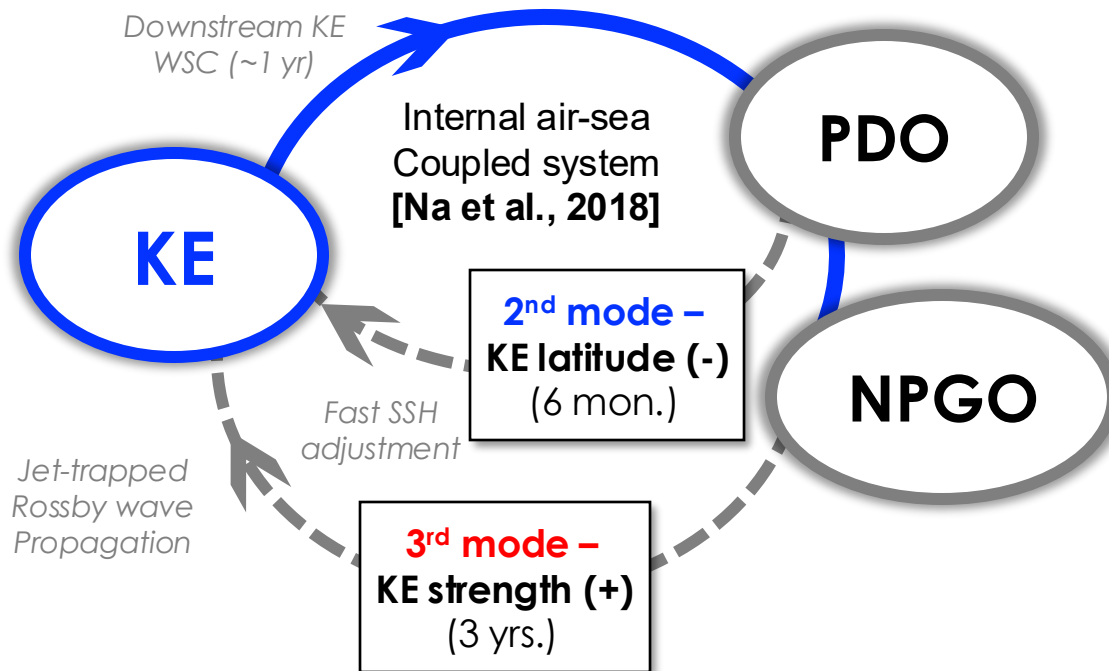 Downstream KE
WSC (~1 yr)
Internal air-sea
Coupled system
[Na et al., 2018]
PDO
KE
2nd mode –
KE latitude (-)
(6 mon.)
NPGO
Fast SSH
adjustment
Jet-trapped
Rossby wave
Propagation
3rd mode –
KE strength (+)
(3 yrs.)